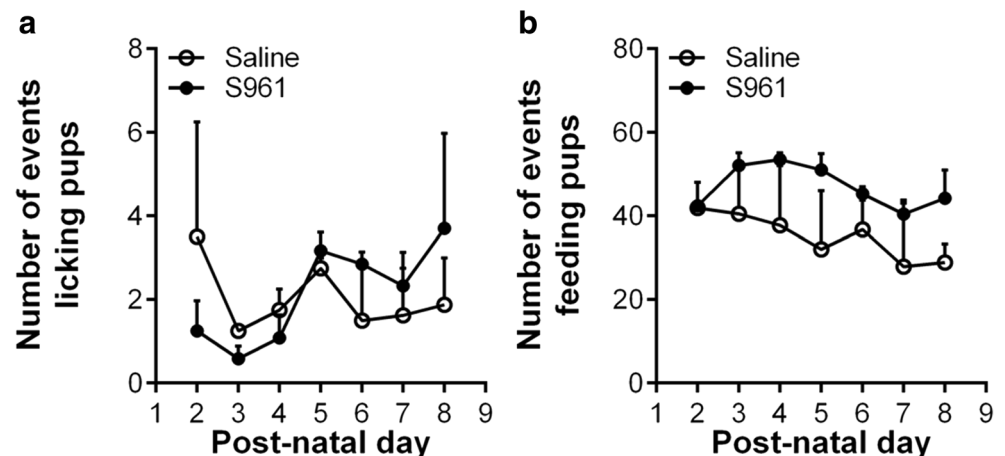 a
Number of events
licking pups
8
6
4
2
0
Saline
S961
1 2 3 4 5 6 7 8 9
Post-natal day
b
Number of events
feeding pups
80
60
40
20
0
Saline
S961
1 2 3 4 5 6 7 8 9
Post-natal day